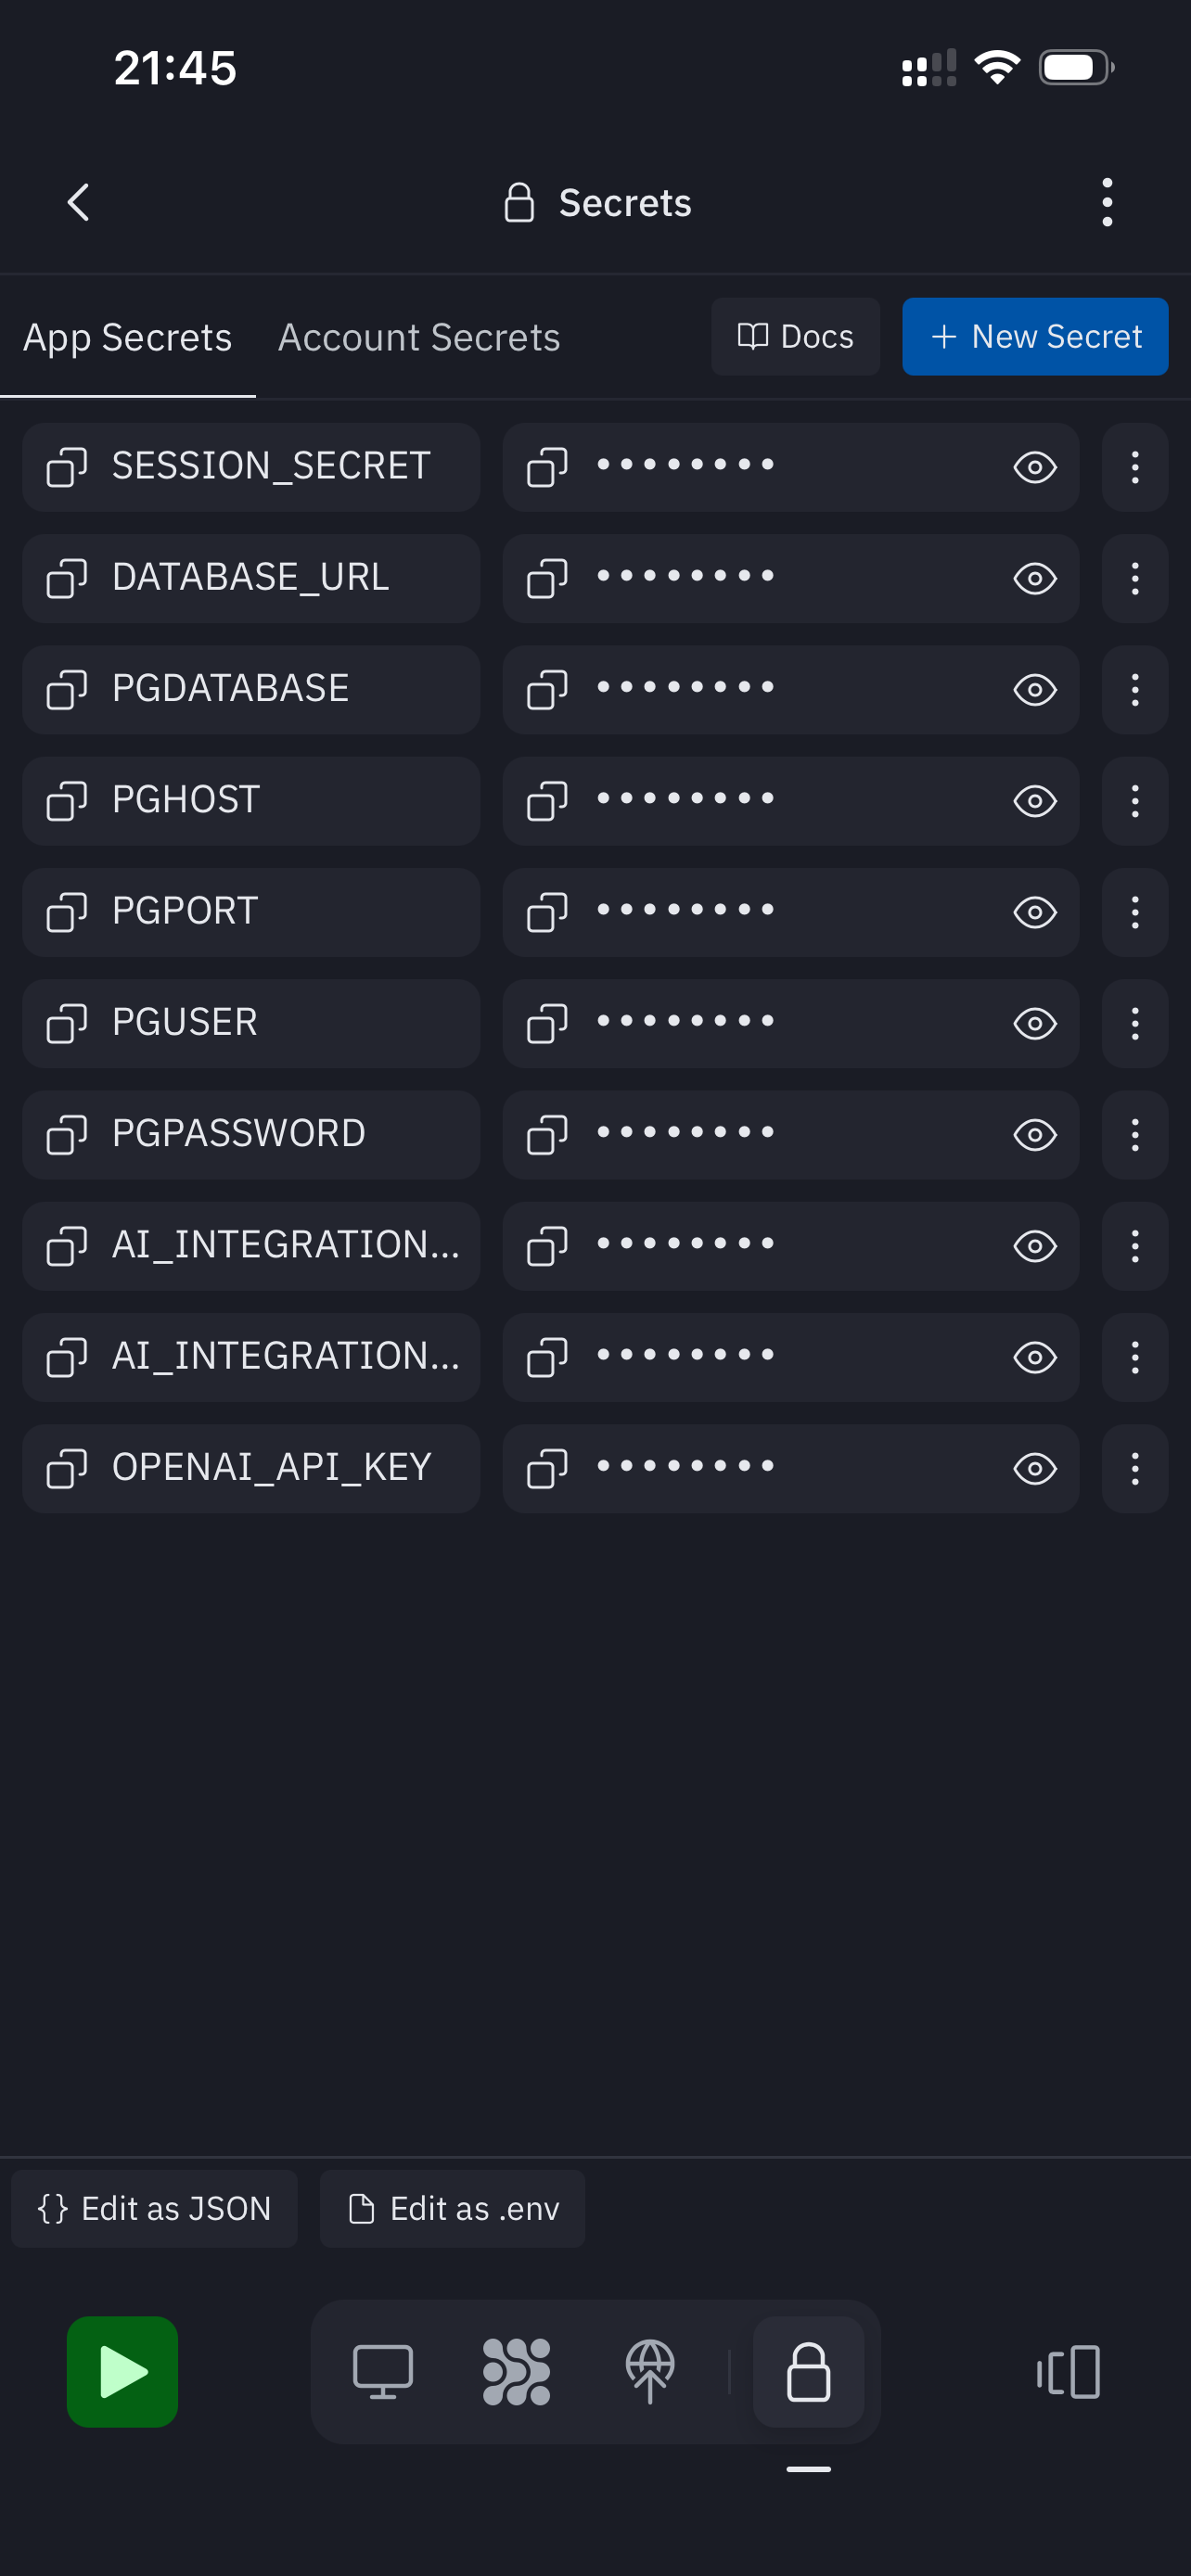 21:45
Secrets
App Secrets Account Secrets Docs New Secret
SESSION_SECRET ••••••••
DATABASE_URL ••••••••
PGDATABASE ••••••••
PGHOST ••••••••
PGPORT ••••••••
PGUSER ••••••••
PGPASSWORD ••••••••
AI_INTEGRATION... ••••••••
AI_INTEGRATION... ••••••••
OPENAI_API_KEY ••••••••
{} Edit as JSON Edit as .env